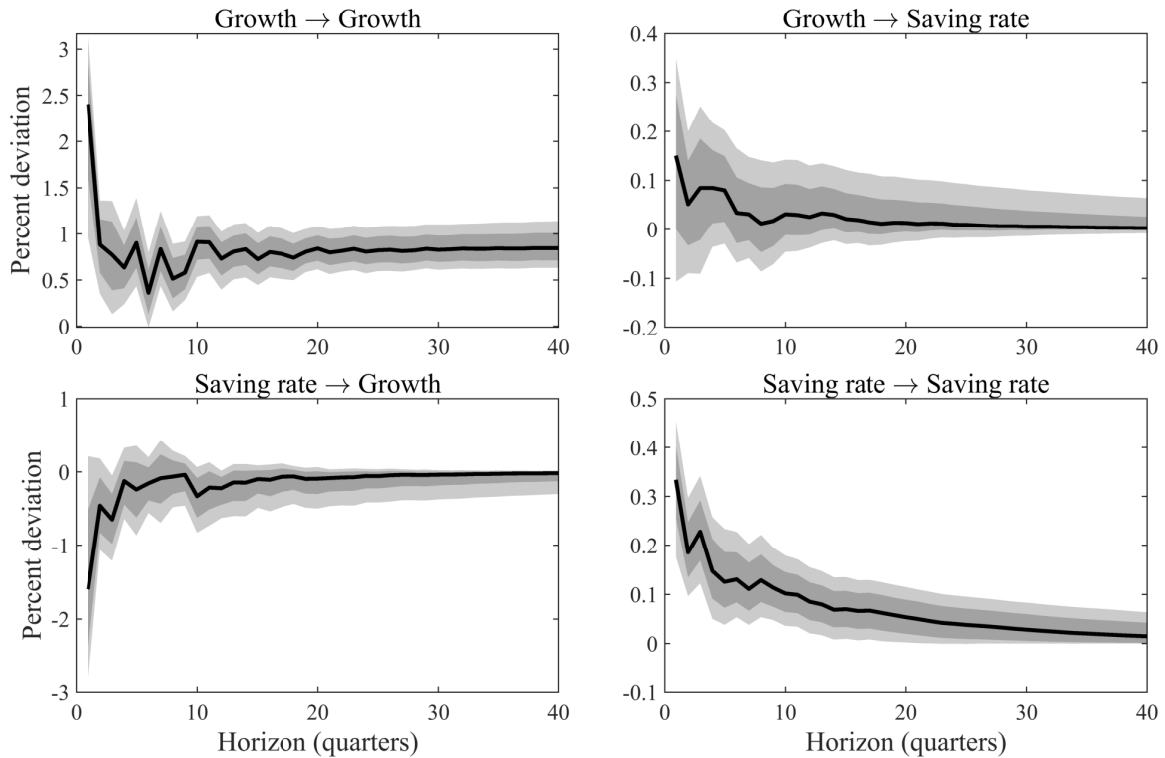 Growth → Growth
Percent deviation
3
2.5
2
1.5
1
0.5
0
0 10 20 30 40
Growth → Saving rate
0.4
0.3
0.2
0.1
0
-0.1
-0.2
0 10 20 30 40
Saving rate → Growth
Percent deviation
1
0
-1
-2
-3
0 10 20 30 40
Horizon (quarters)
Saving rate → Saving rate
0.5
0.4
0.3
0.2
0.1
0
-0.1
0 10 20 30 40
Horizon (quarters)